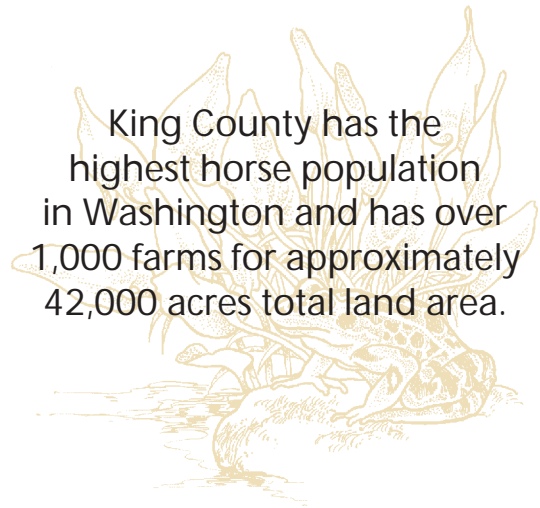 King County has the
highest horse population
in Washington and has over
1,000 farms for approximately
42,000 acres total land area.